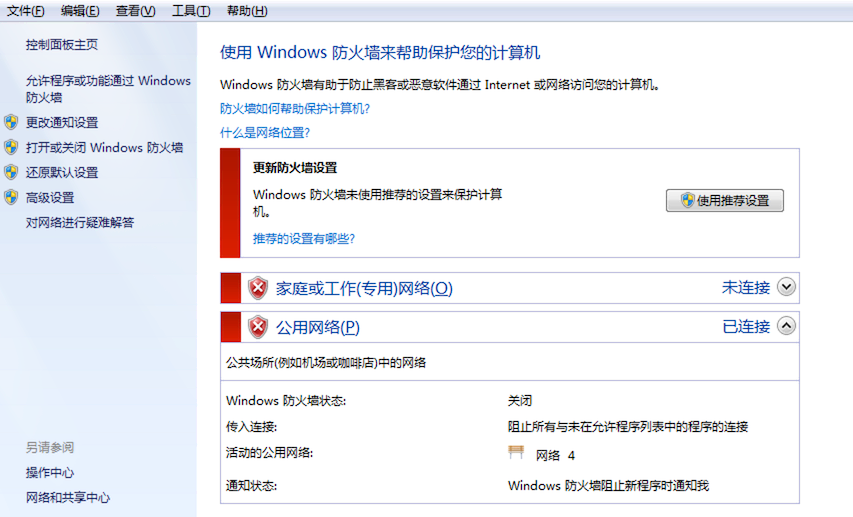 文件(F) 编辑(E) 查看(V) 工具(T) 帮助(H)
控制面板主页
允许程序或功能通过 Windows
防火墙
更改通知设置
打开或关闭 Windows 防火墙
还原默认设置
高级设置
对网络进行疑难解答
另请参阅
操作中心
网络和共享中心
使用 Windows 防火墙来帮助保护您的计算机
Windows 防火墙有助于防止黑客或恶意软件通过 Internet 或网络访问您的计算机。
防火墙如何帮助保护计算机?
什么是网络位置?
更新防火墙设置
Windows 防火墙未使用推荐的设置来保护计算
机。
使用推荐设置
推荐的设置有哪些?
家庭或工作(专用)网络(O) 未连接
公用网络(P) 已连接
公共场所(例如机场或咖啡店)中的网络
Windows 防火墙状态: 关闭
传入连接: 阻止所有与未在允许程序列表中的程序的连接
活动的公用网络: 网络 4
通知状态: Windows 防火墙阻止新程序时通知我